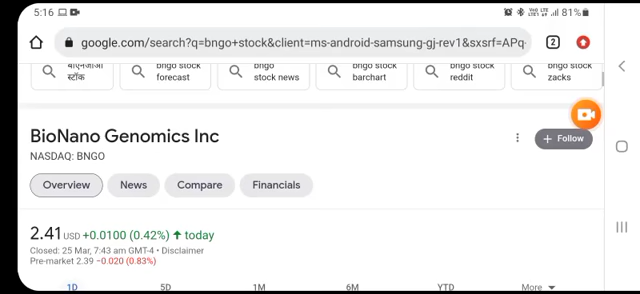 5:16
81%
google.com/search?q=bngo+stock&client=ms-android-samsung-gj-rev1&sxsrf=APq-
2
बीएनजीओ
स्टॉक
bngo stock
forecast
bngo
stock news
bngo stock
barchart
bngo stock
reddit
bngo stock
zacks
BioNano Genomics Inc
Follow
NASDAQ: BNGO
Overview
News
Compare
Financials
2.41 USD +0.0100 (0.42%) today
Closed: 25 Mar, 7:43 am GMT-4 • Disclaimer
Pre-market 2.39 −0.020 (0.83%)
1D
5D
1M
6M
YTD
More